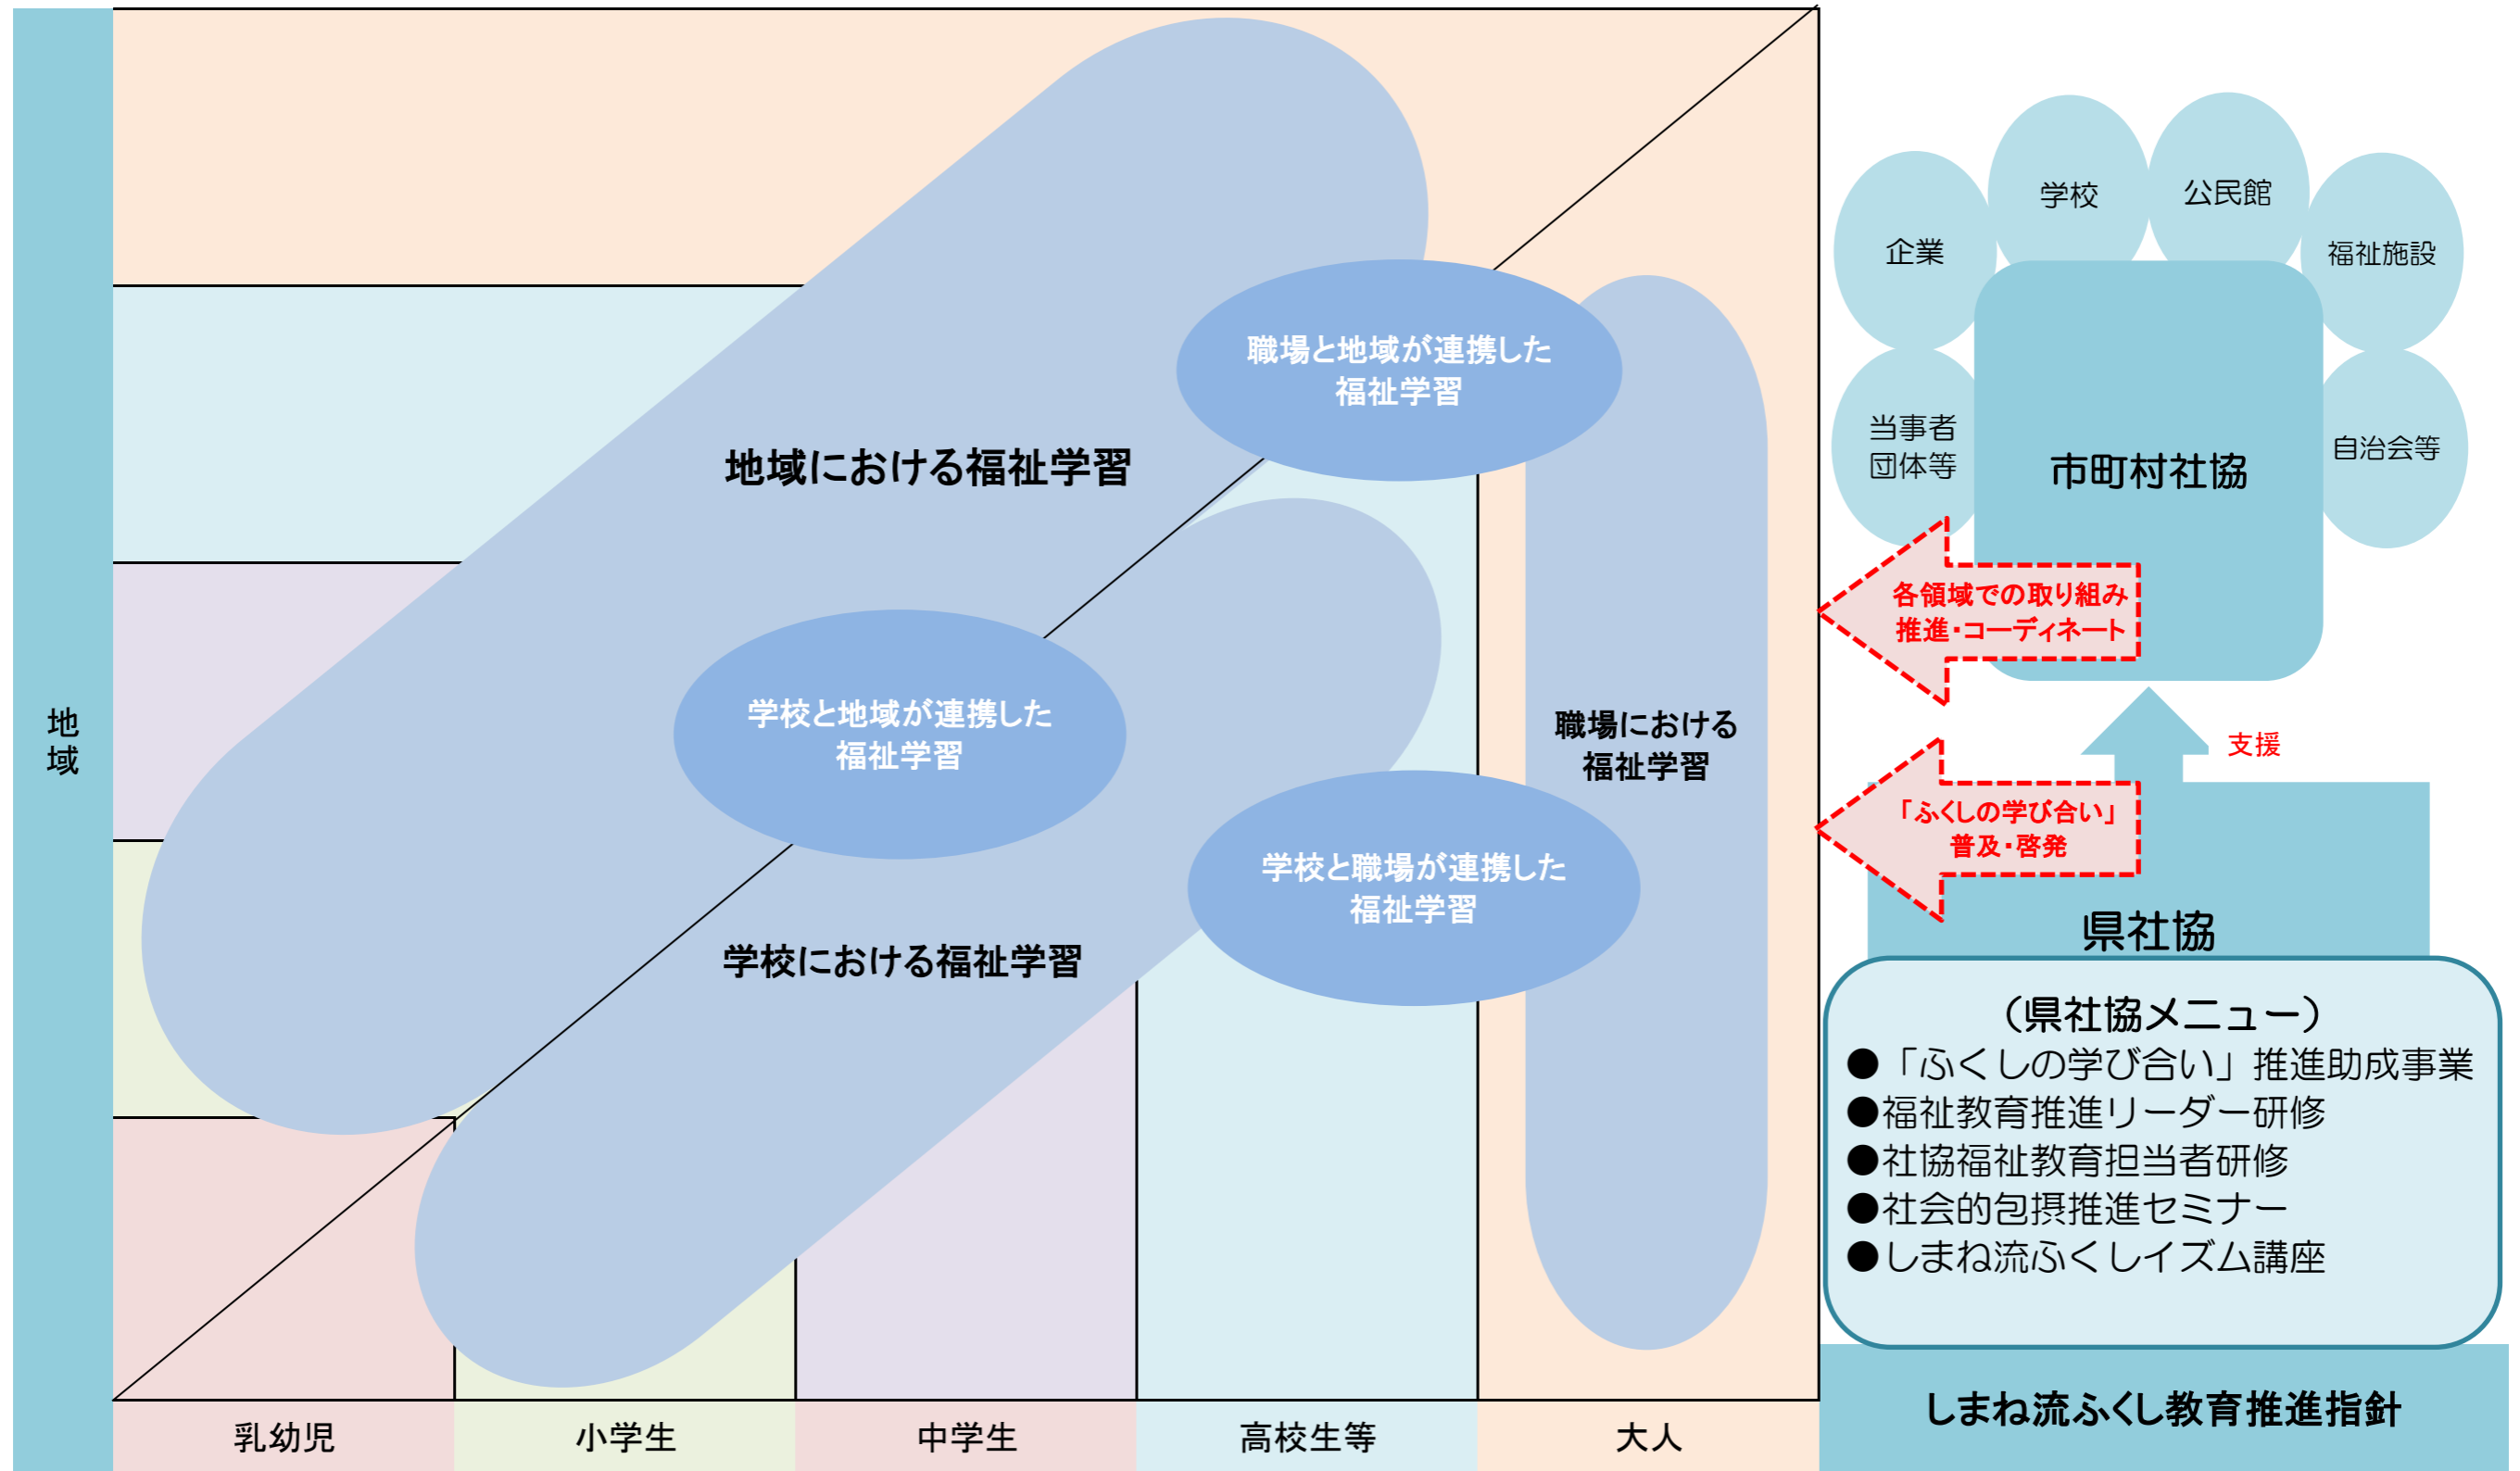 地域
地域における福祉学習
職場と地域が連携した
福祉学習
学校と地域が連携した
福祉学習
職場における
福祉学習
学校と職場が連携した
福祉学習
学校における福祉学習
乳幼児
小学生
中学生
高校生等
大人
企業
学校
公民館
福祉施設
当事者
団体等
市町村社協
自治会等
各領域での取り組み
推進・コーディネート
支援
「ふくしの学び合い」
普及・啓発
県社協
（県社協メニュー）
●「ふくしの学び合い」推進助成事業
●福祉教育推進リーダー研修
●社協福祉教育担当者研修
●社会的包摂推進セミナー
●しまね流ふくしイズム講座
しまね流ふくし教育推進指針